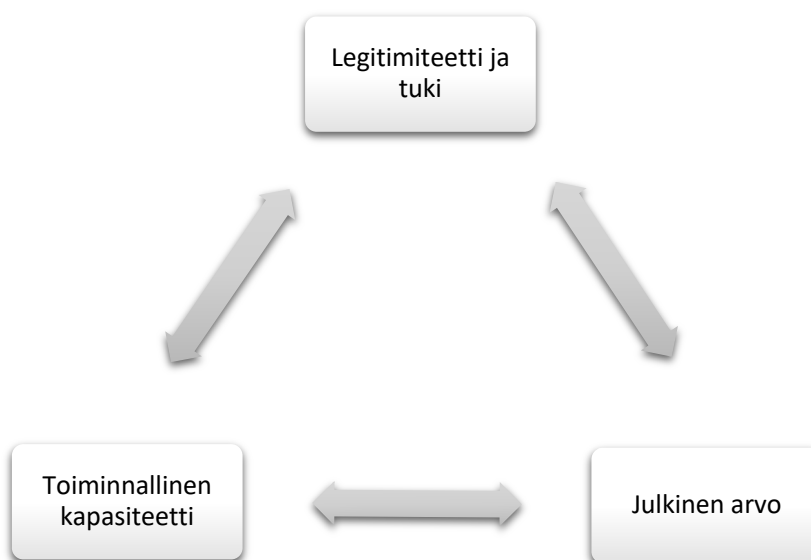 Legitimiteetti ja
tuki
Toiminnallinen
kapasiteetti
Julkinen arvo